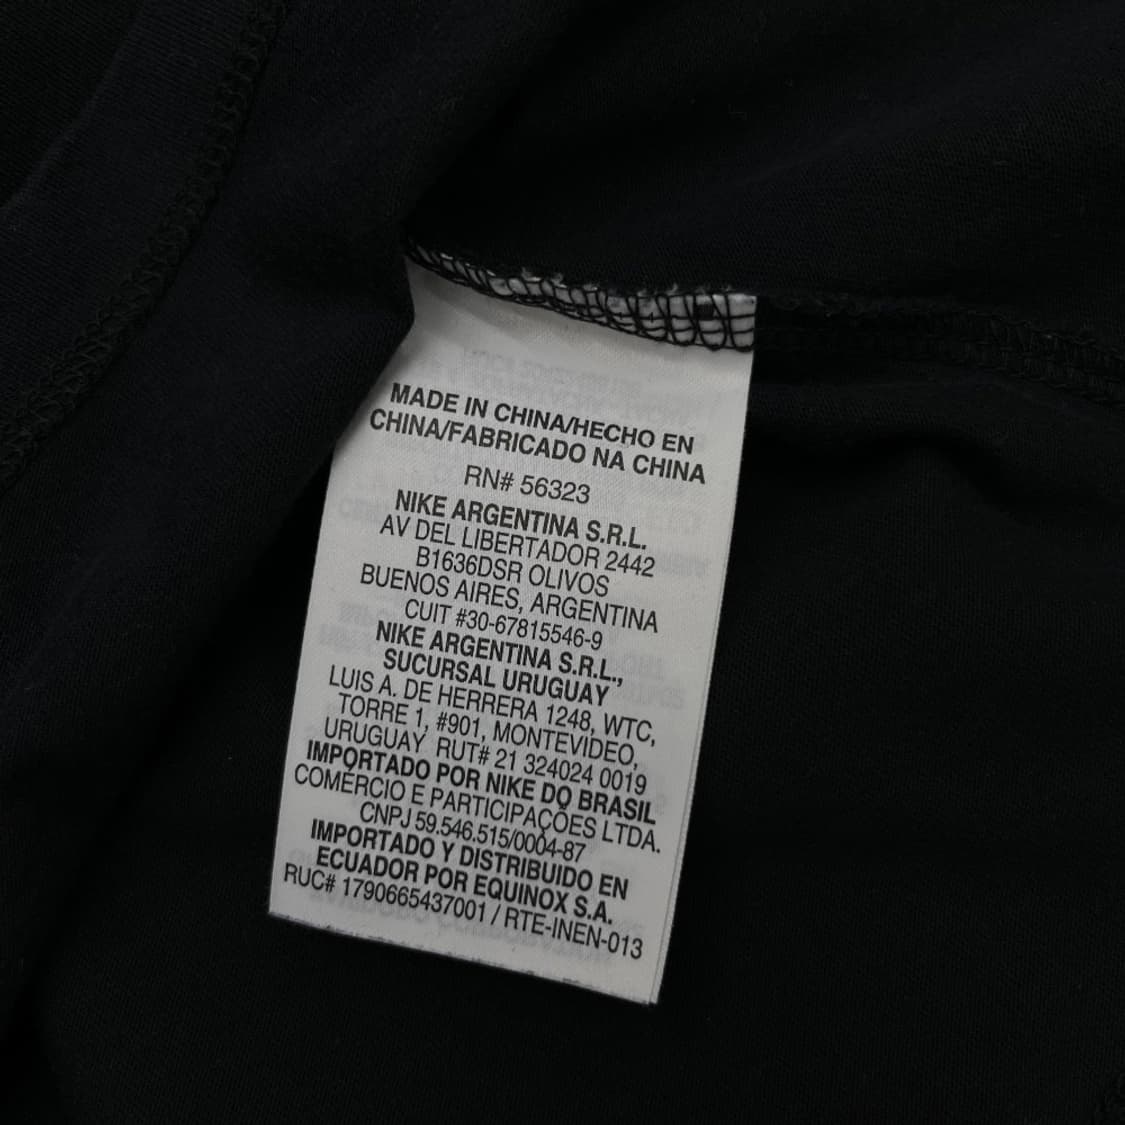 MADE IN CHINA/HECHO EN
CHINA/FABRICADO NA CHINA
RN# 56323
NIKE ARGENTINA S.R.L.
AV DEL LIBERTADOR 2442
B1636DSR OLIVOS
BUENOS AIRES, ARGENTINA
CUIT #30-67815546-9
NIKE ARGENTINA S.R.L.,
SUCURSAL URUGUAY
LUIS A. DE HERRERA 1248, WTC,
TORRE 1, #901, MONTEVIDEO,
URUGUAY RUT# 21 324024 0019
IMPORTADO POR NIKE DO BRASIL
COMÉRCIO E PARTICIPAÇÕES LTDA.
CNPJ 59.546.515/0004-87
IMPORTADO Y DISTRIBUIDO EN
ECUADOR POR EQUINOX S.A.
RUC# 1790665437001 / RTE-INEN-013